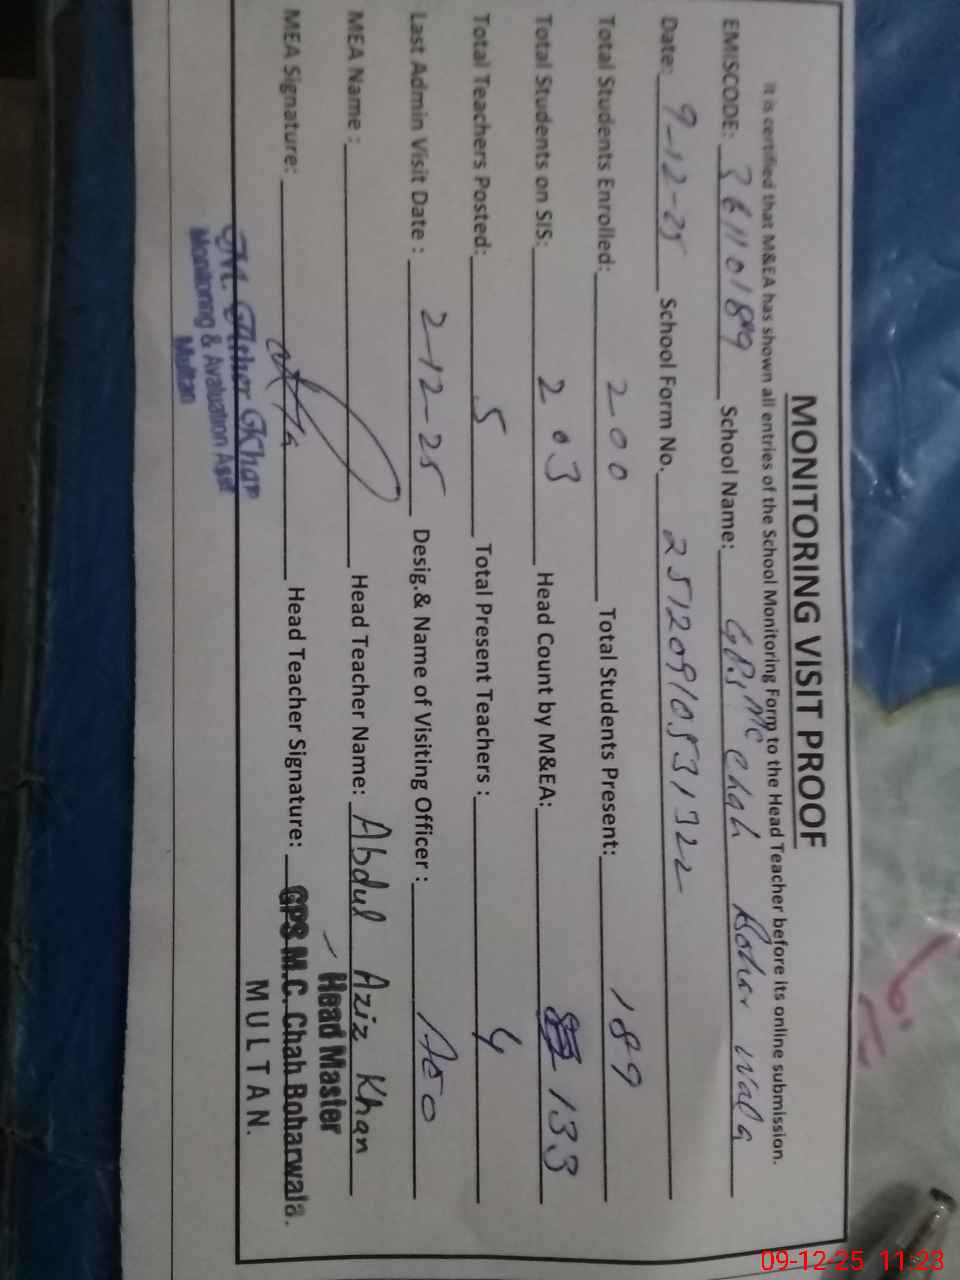 MONITORING VISIT PROOF
It is certified that M&EA has shown all entries of the School Monitoring Form to the Head Teacher before its online submission.
EMISCODE: 36110189 School Name: GPS MC Chah Bohar wala
Date: 9-12-25 School Form No. 25120910531322
Total Students Enrolled: 200 Total Students Present: 189
Total Students on SIS: 203 Head Count by M&EA: 133
Total Teachers Posted: 5 Total Present Teachers : 4
Last Admin Visit Date : 2-12-25 Desig.& Name of Visiting Officer : AEO
MEA Name : Head Teacher Name: Abdul Aziz Khan
MEA Signature: Head Teacher Signature:
Head Master
GPS M.C. Chah Boharwala.
MULTAN.
Khan
Monitoring & Avaluation Asst
Multan
09-12-25 11:23